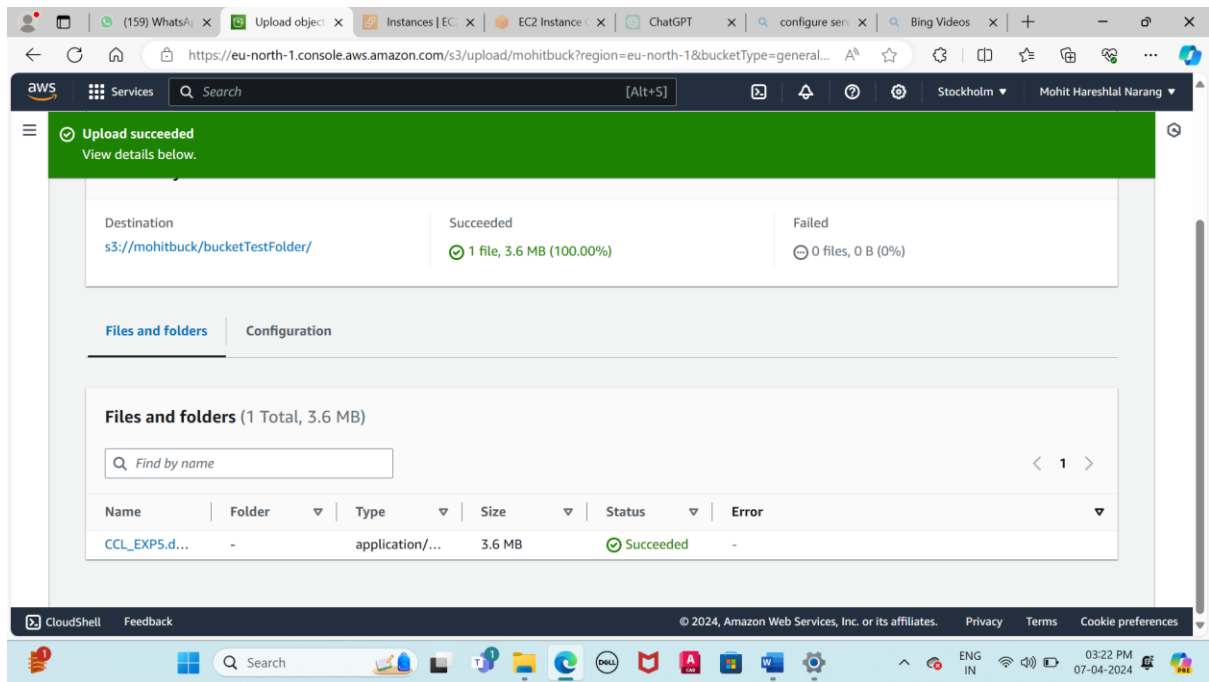 (159) WhatsAp
Upload object
Instances | EC
EC2 Instance
ChatGPT
configure serv
Bing Videos
https://eu-north-1.console.aws.amazon.com/s3/upload/mohitbuck?region=eu-north-1&bucketType=general...
aws
Services
Search
[Alt+S]
Stockholm
Mohit Hareshlal Narang
Upload succeeded
View details below.
Destination
Succeeded
Failed
s3://mohitbuck/bucketTestFolder/
1 file, 3.6 MB (100.00%)
0 files, 0 B (0%)
Files and folders
Configuration
Files and folders (1 Total, 3.6 MB)
Find by name
1
Name
Folder
Type
Size
Status
Error
CCL_EXP5.d...
-
application/...
3.6 MB
Succeeded
-
CloudShell
Feedback
© 2024, Amazon Web Services, Inc. or its affiliates.
Privacy
Terms
Cookie preferences
1
Search
1
DELL
ENG
IN
03:22 PM
07-04-2024
PRE